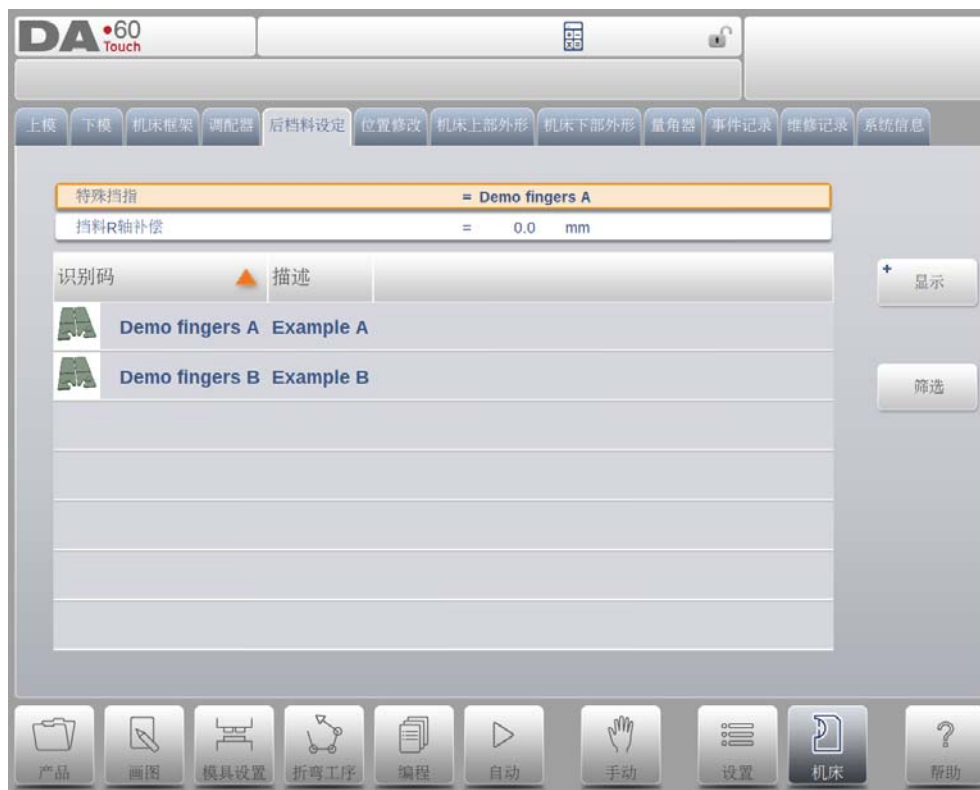 DA•60
Touch
上模 下模 机床框架 调配器 后档料设定 位置修改 机床上部外形 机床下部外形 量角器 事件记录 维修记录 系统信息
特殊挡指 = Demo fingers A
挡料R轴补偿 = 0.0 mm
识别码 描述
Demo fingers A Example A
Demo fingers B Example B
+ 显示
筛选
产品 画图 模具设置 折弯工序 编程 自动 手动 设置 机床 帮助